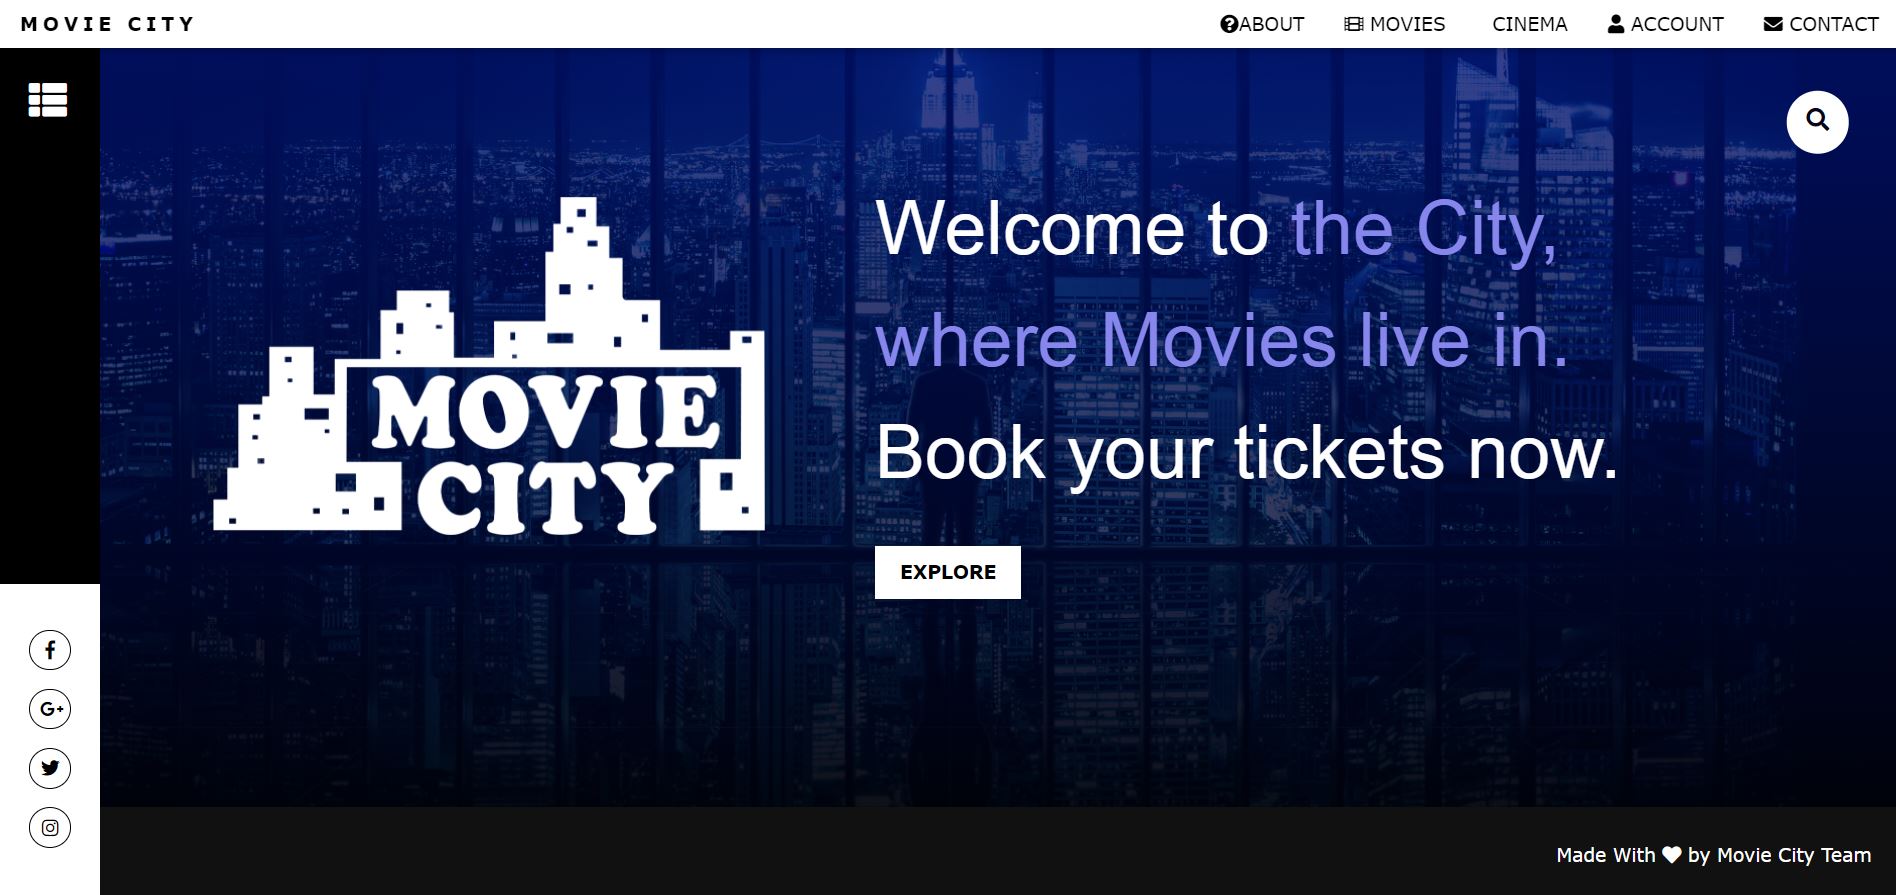 MOVIE CITY
ABOUT
MOVIES
CINEMA
ACCOUNT
CONTACT
MOVIE
CITY
Welcome to the City,
where Movies live in.
Book your tickets now.
EXPLORE
G+
Made With ♥ by Movie City Team